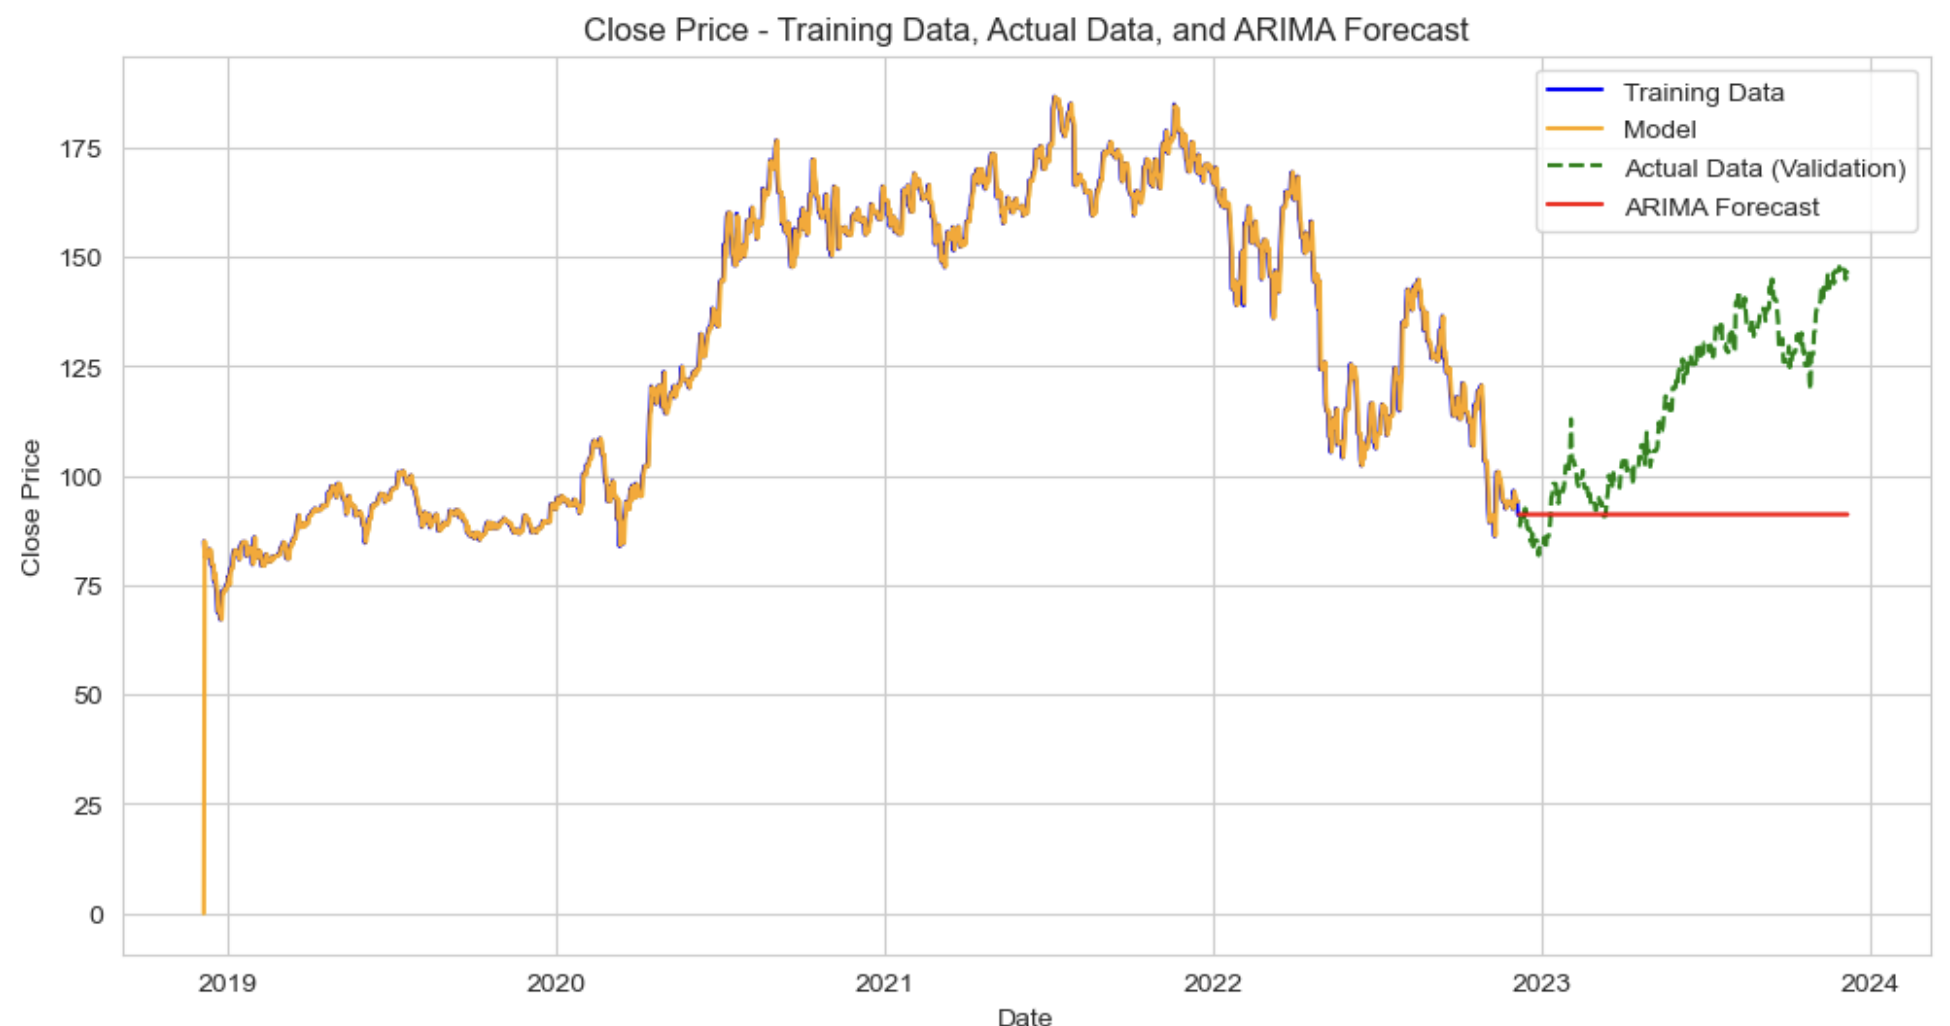 Close Price - Training Data, Actual Data, and ARIMA Forecast
Training Data
Model
Actual Data (Validation)
ARIMA Forecast
175
150
125
100
75
50
25
0
Close Price
2019 2020 2021 2022 2023 2024
Date